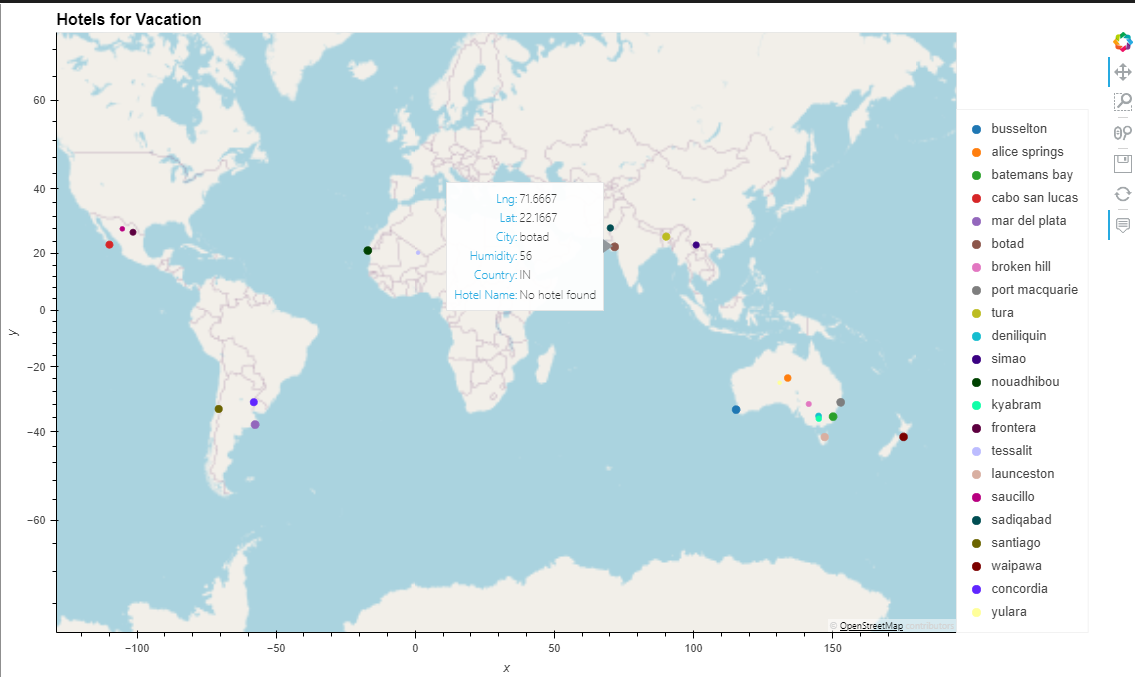 Hotels for Vacation
60
40
20
0
−20
−40
−60
y
−100
−50
0
50
100
150
x
Lng: 71.6667
Lat: 22.1667
City: botad
Humidity: 56
Country: IN
Hotel Name: No hotel found
busselton
alice springs
batemans bay
cabo san lucas
mar del plata
botad
broken hill
port macquarie
tura
deniliquin
simao
nouadhibou
kyabram
frontera
tessalit
launceston
saucillo
sadiqabad
santiago
waipawa
concordia
yulara
© OpenStreetMap contributors